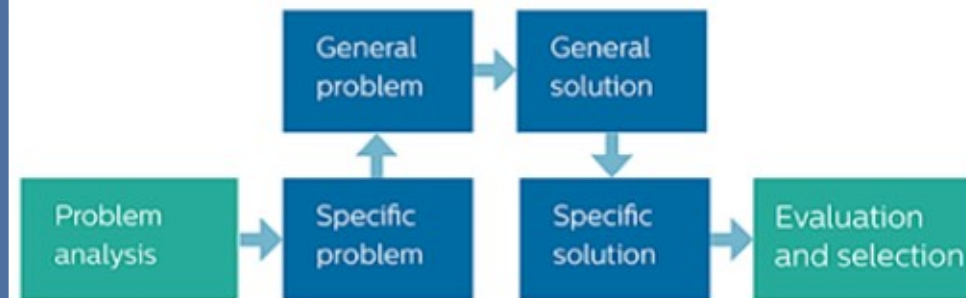 General
problem
General
solution
Problem
analysis
Specific
problem
Specific
solution
Evaluation
and selection